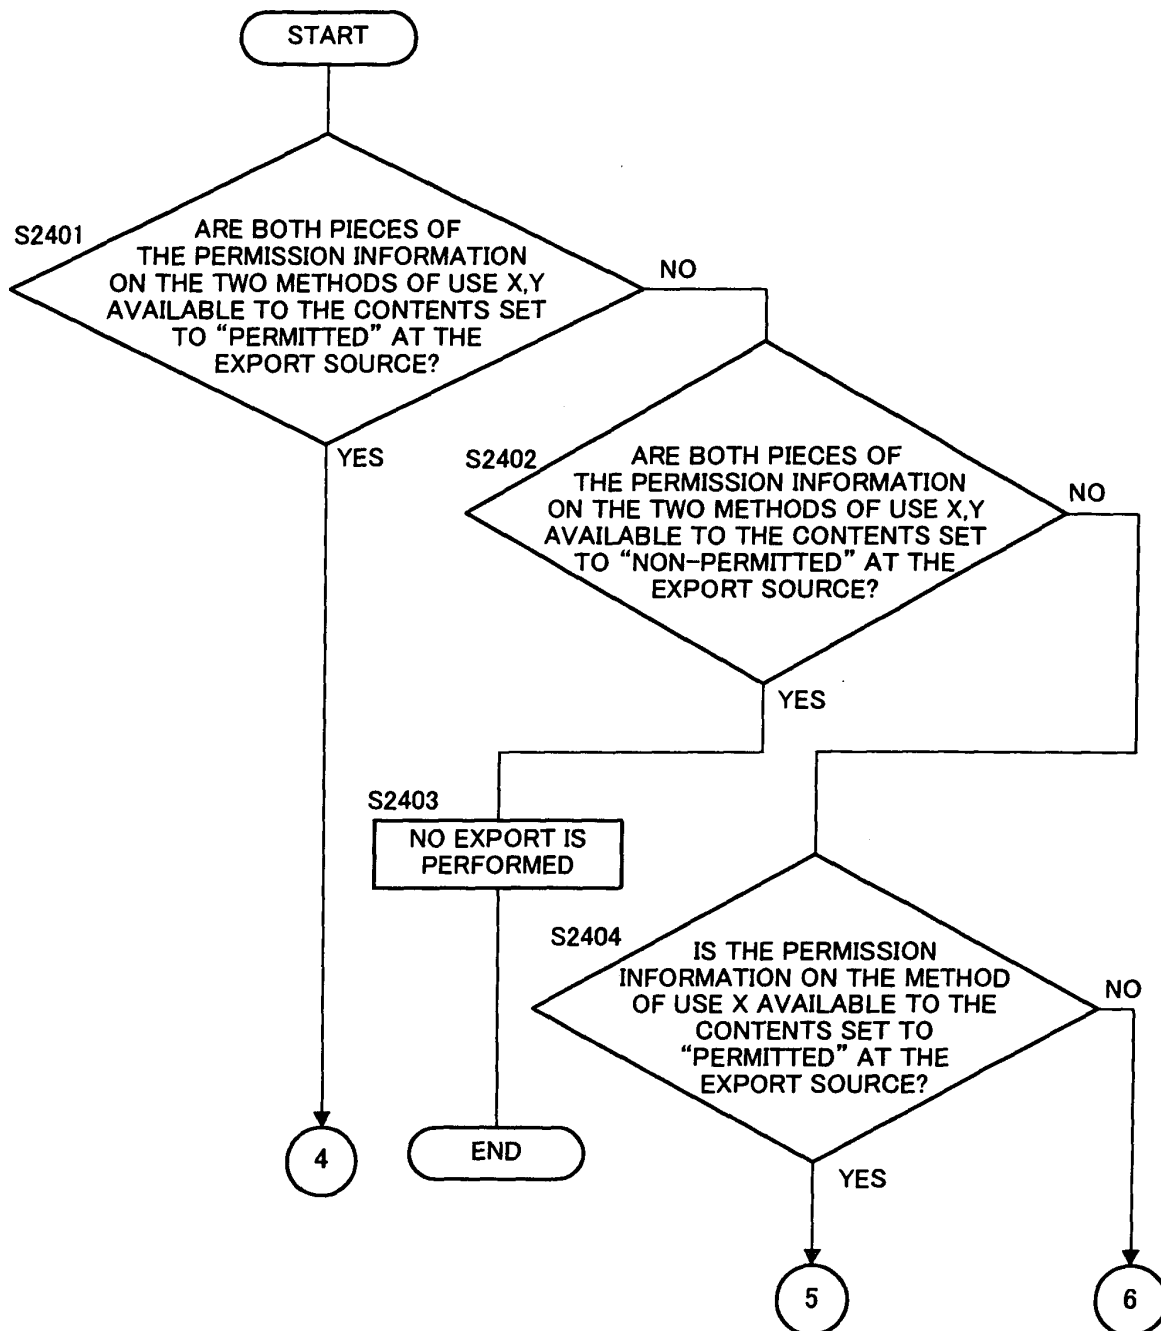 START
S2401
ARE BOTH PIECES OF
THE PERMISSION INFORMATION
ON THE TWO METHODS OF USE X,Y
AVAILABLE TO THE CONTENTS SET
TO “PERMITTED” AT THE
EXPORT SOURCE?
NO
YES
S2402
ARE BOTH PIECES OF
THE PERMISSION INFORMATION
ON THE TWO METHODS OF USE X,Y
AVAILABLE TO THE CONTENTS SET
TO “NON-PERMITTED” AT THE
EXPORT SOURCE?
NO
YES
S2403
NO EXPORT IS
PERFORMED
S2404
IS THE PERMISSION
INFORMATION ON THE METHOD
OF USE X AVAILABLE TO THE
CONTENTS SET TO
“PERMITTED” AT THE
EXPORT SOURCE?
NO
YES
4
END
5
6